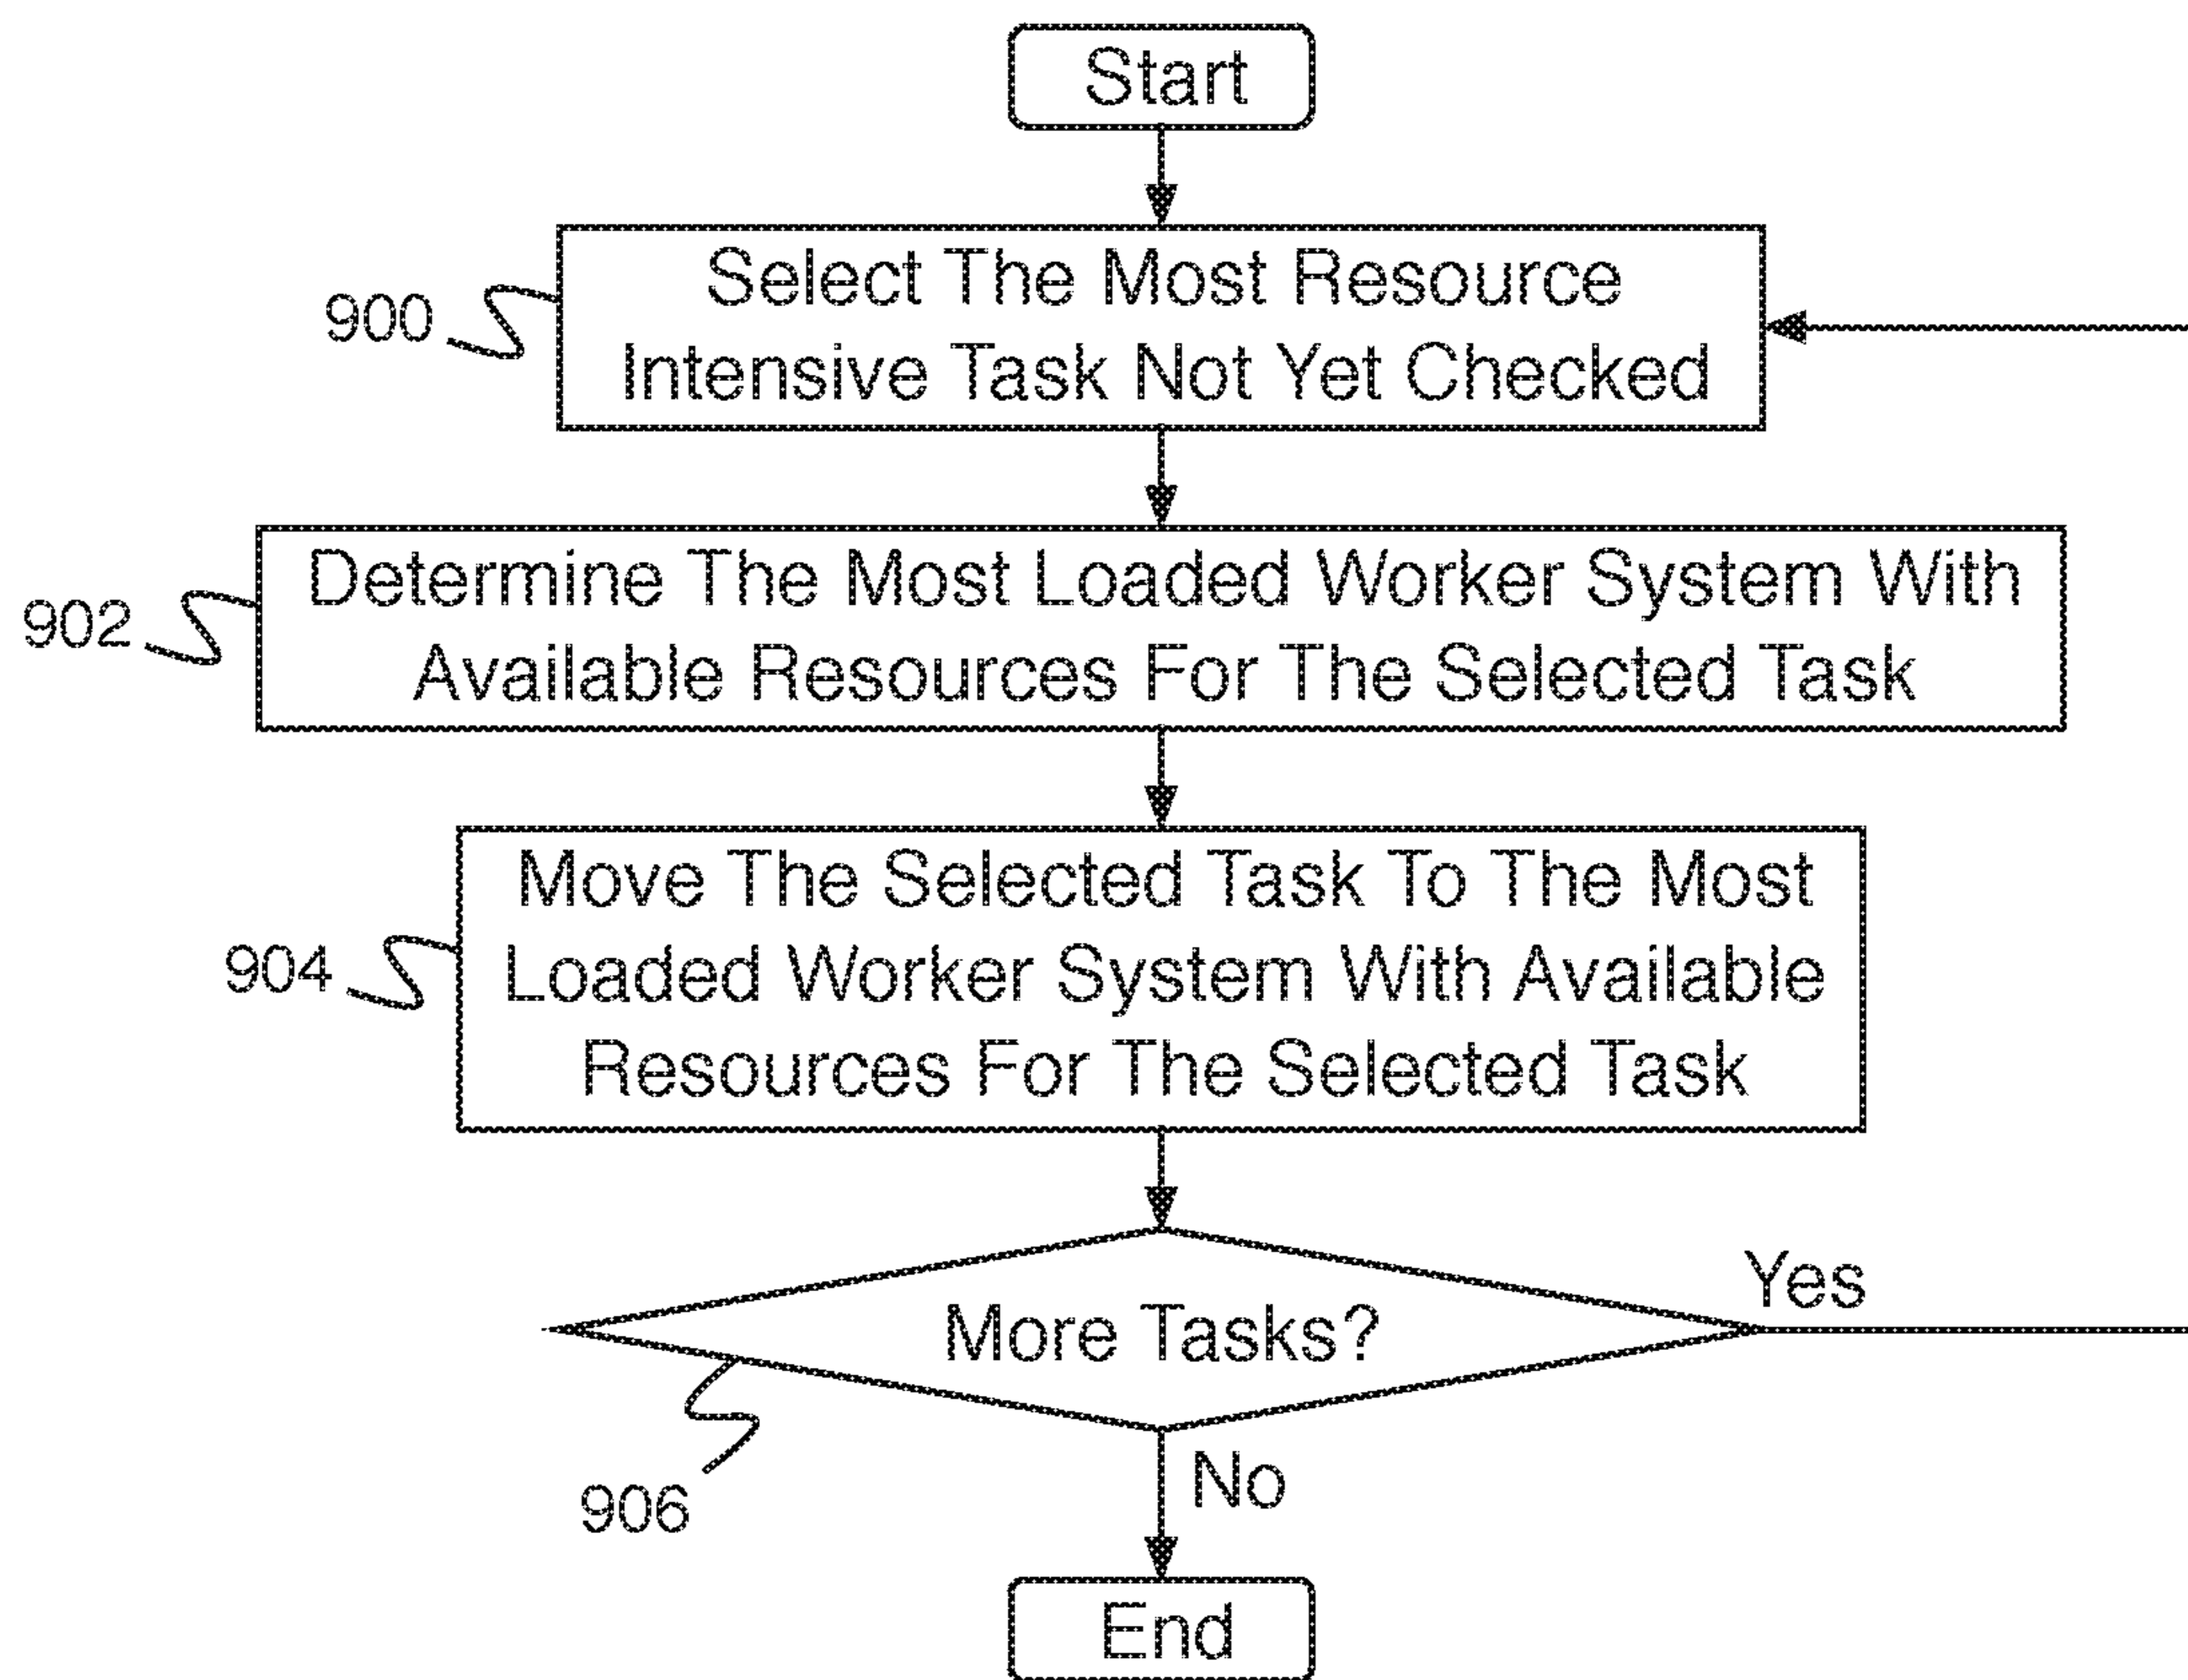 Start
900
Select The Most Resource
Intensive Task Not Yet Checked
902
Determine The Most Loaded Worker System With
Available Resources For The Selected Task
904
Move The Selected Task To The Most
Loaded Worker System With Available
Resources For The Selected Task
More Tasks?
Yes
906
No
End